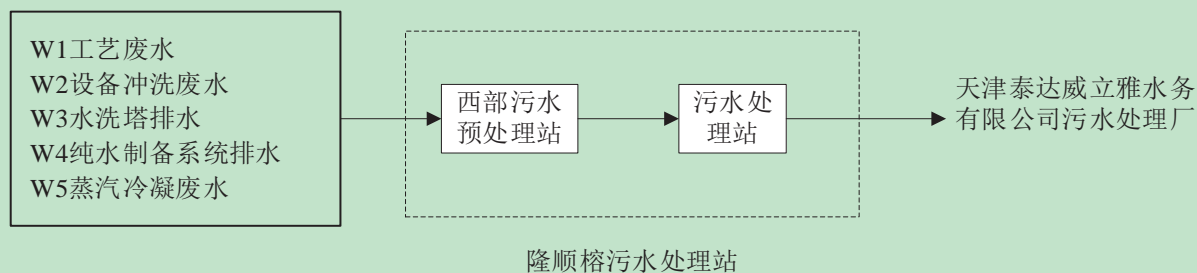 W1工艺废水
W2设备冲洗废水
W3水洗塔排水
W4纯水制备系统排水
W5蒸汽冷凝废水
西部污水
预处理站
污水处
理站
天津泰达威立雅水务
有限公司污水处理厂
隆顺榕污水处理站